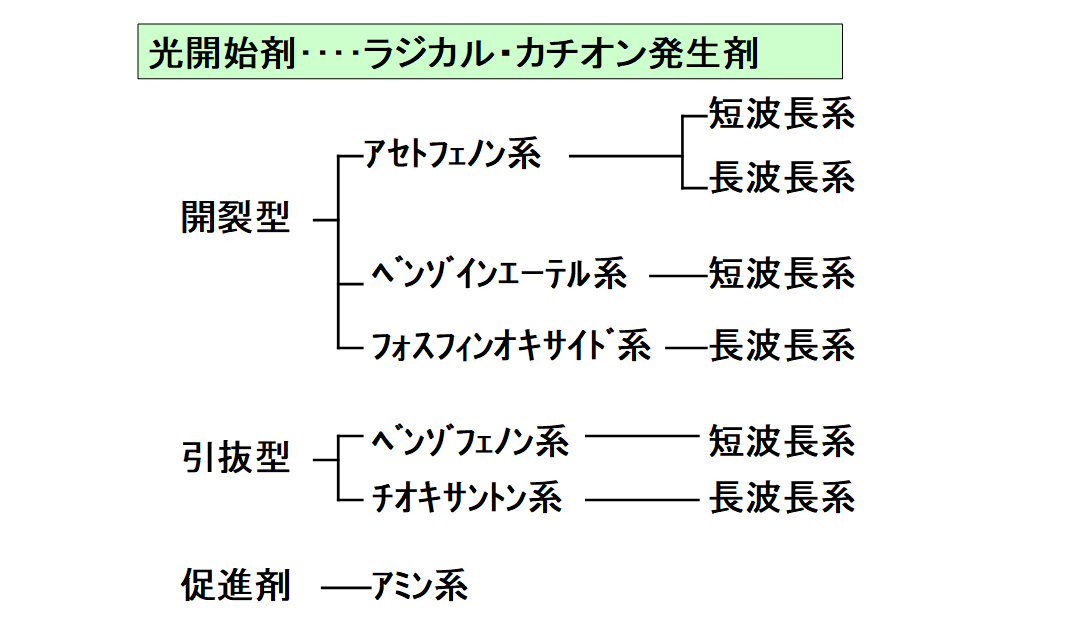 光開始剤‥‥ラジカル・カチオン発生剤
短波長系
ｱｾﾄﾌｪﾉﾝ系
長波長系
開裂型
ﾍﾞﾝｿﾞｲﾝｴｰﾃﾙ系 短波長系
ﾌｫｽﾌｨﾝｵｷｻｲﾄﾞ系 長波長系
ﾍﾞﾝｿﾞﾌｪﾉﾝ系 短波長系
引抜型
ﾁｵｷｻﾝﾄﾝ系 長波長系
促進剤 ｱﾐﾝ系